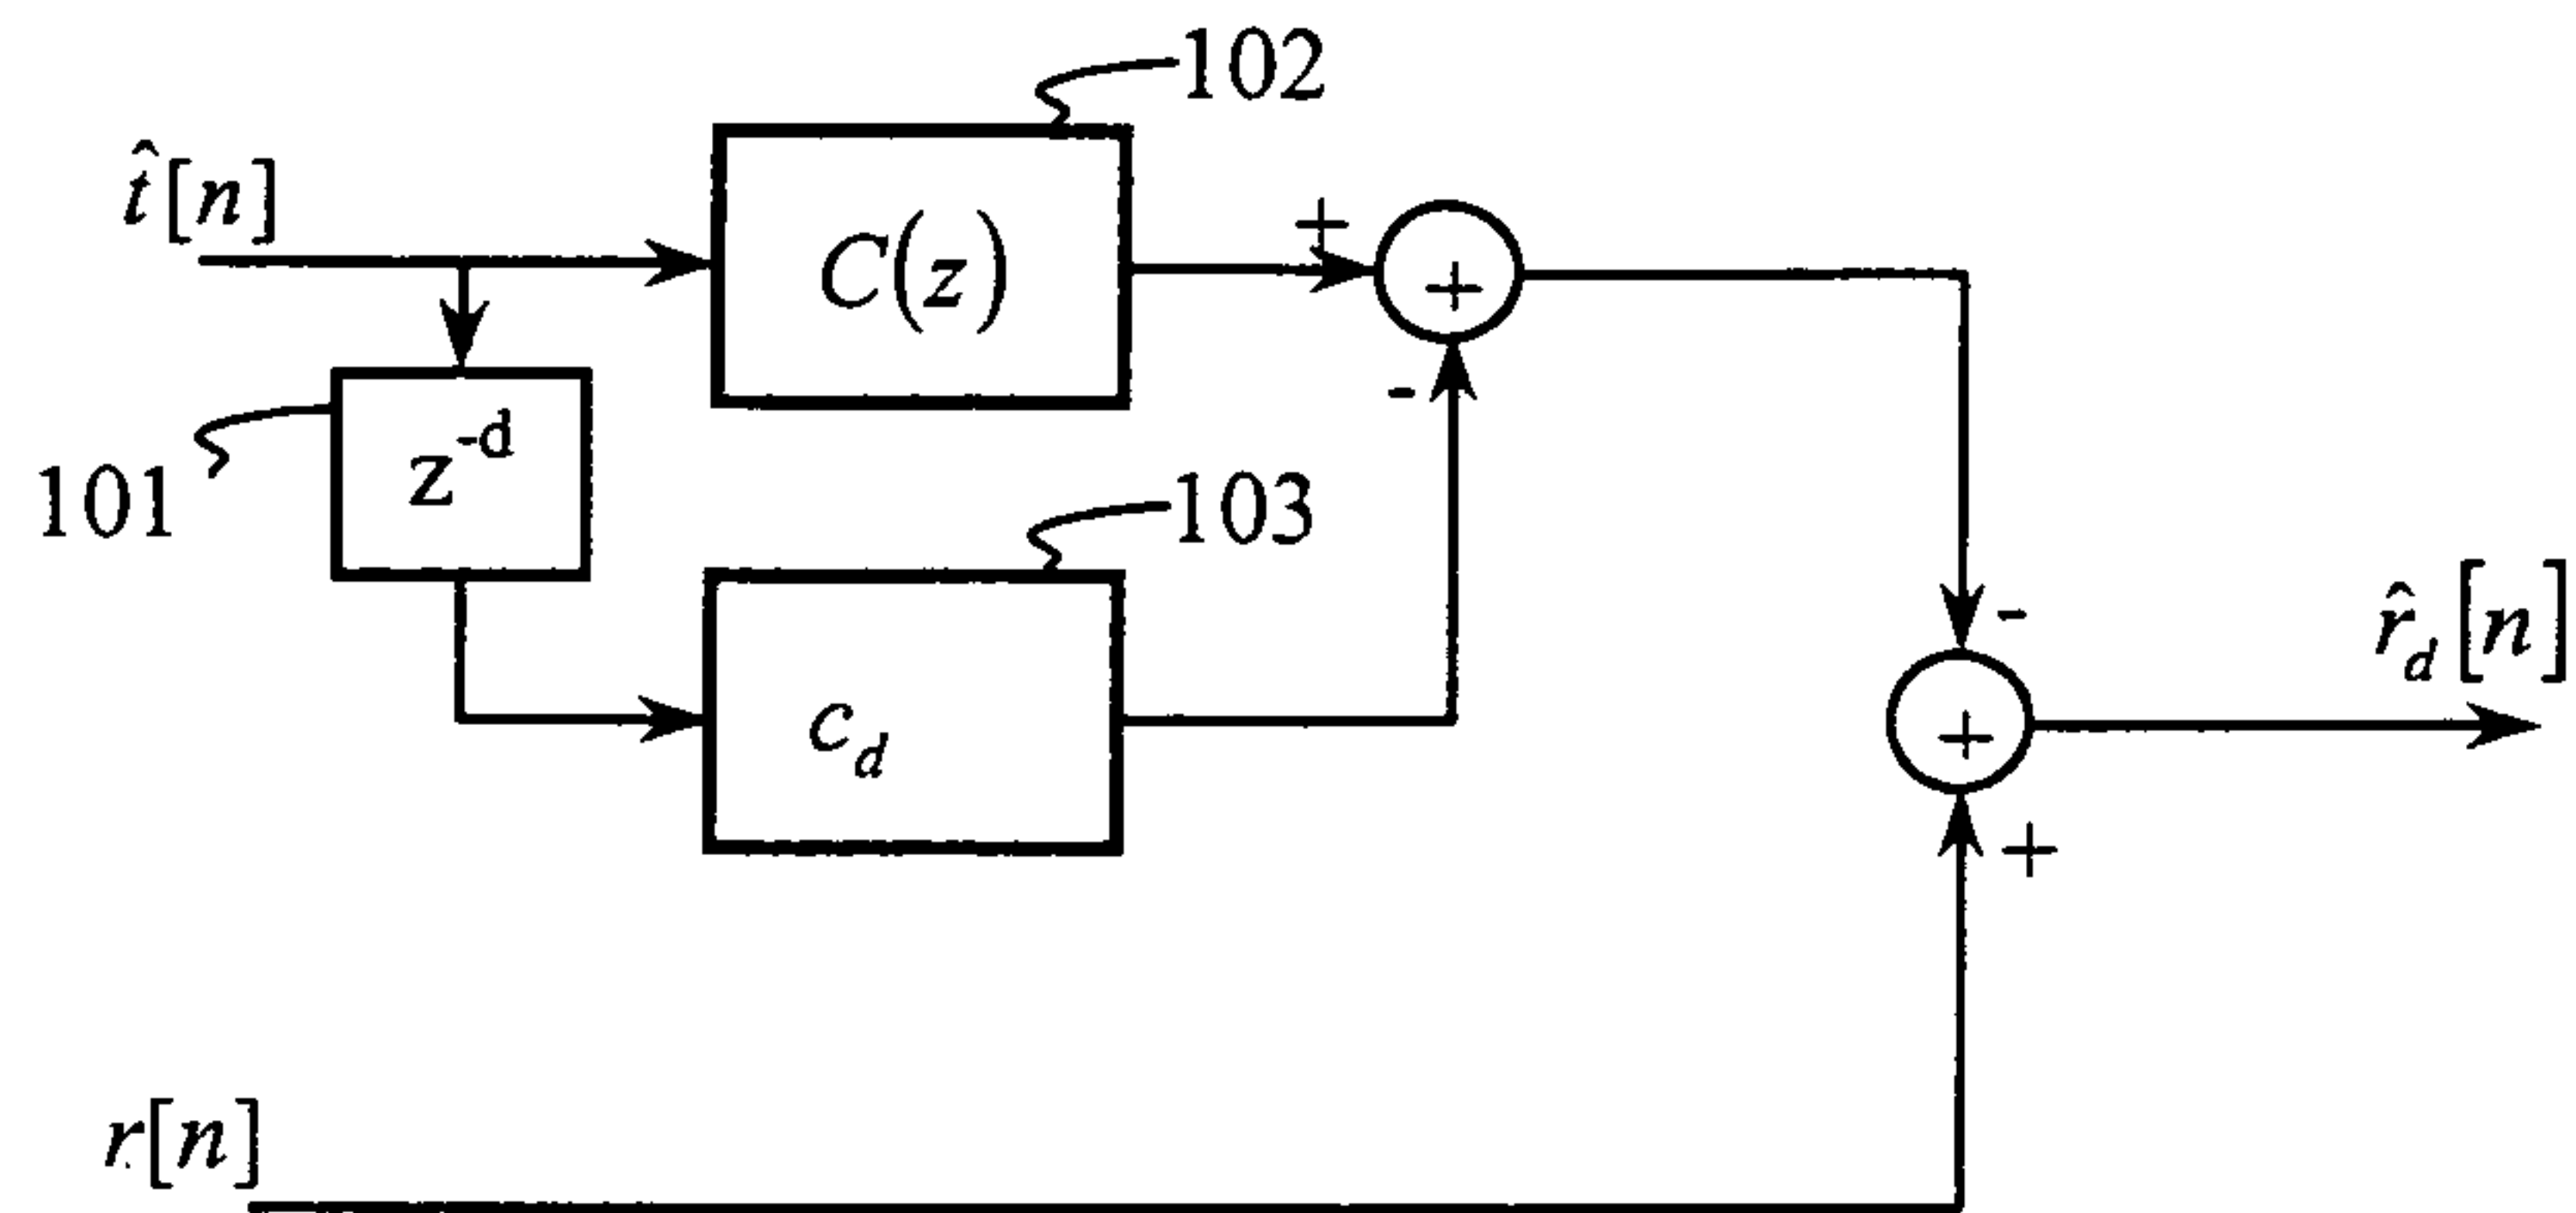 102
t̂[n]
+
C(z)
+
-
z^-d
101
103
c_d
-
r̂_d[n]
+
+
r[n]